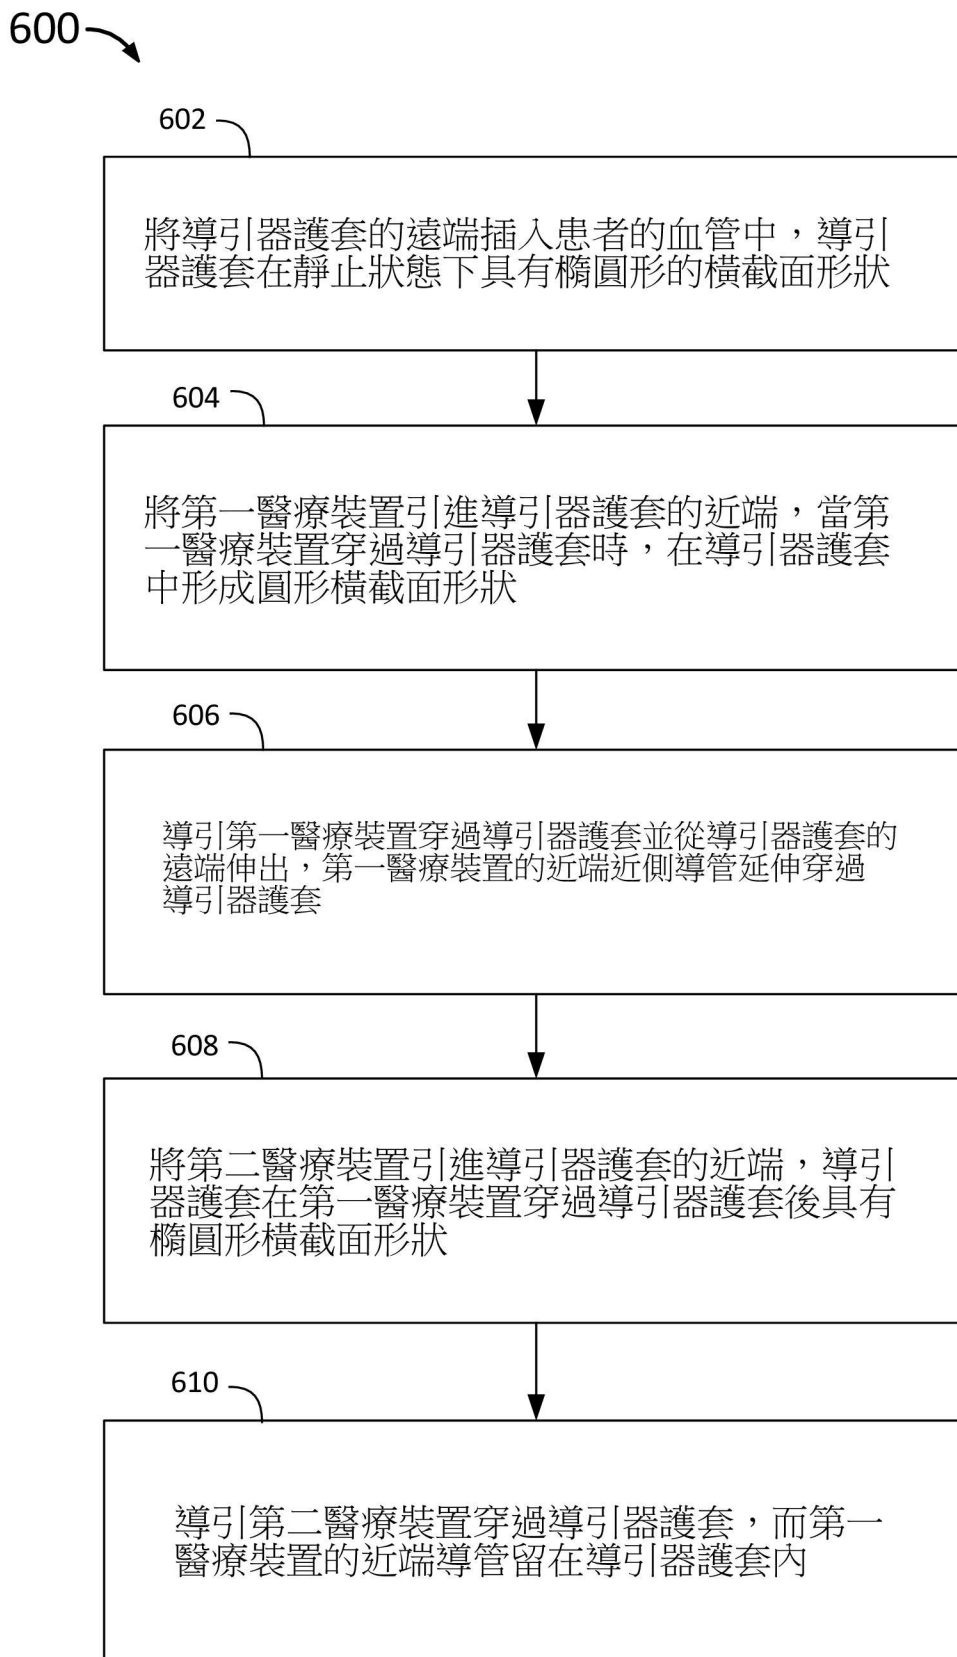 600
602
將導引器護套的遠端插入患者的血管中，導引
器護套在靜止狀態下具有橢圓形的橫截面形狀
604
將第一醫療裝置引進導引器護套的近端，當第
一醫療裝置穿過導引器護套時，在導引器護套
中形成圓形橫截面形狀
606
導引第一醫療裝置穿過導引器護套並從導引器護套的
遠端伸出，第一醫療裝置的近端近側導管延伸穿過
導引器護套
608
將第二醫療裝置引進導引器護套的近端，導引
器護套在第一醫療裝置穿過導引器護套後具有
橢圓形橫截面形狀
610
導引第二醫療裝置穿過導引器護套，而第一
醫療裝置的近端導管留在導引器護套內